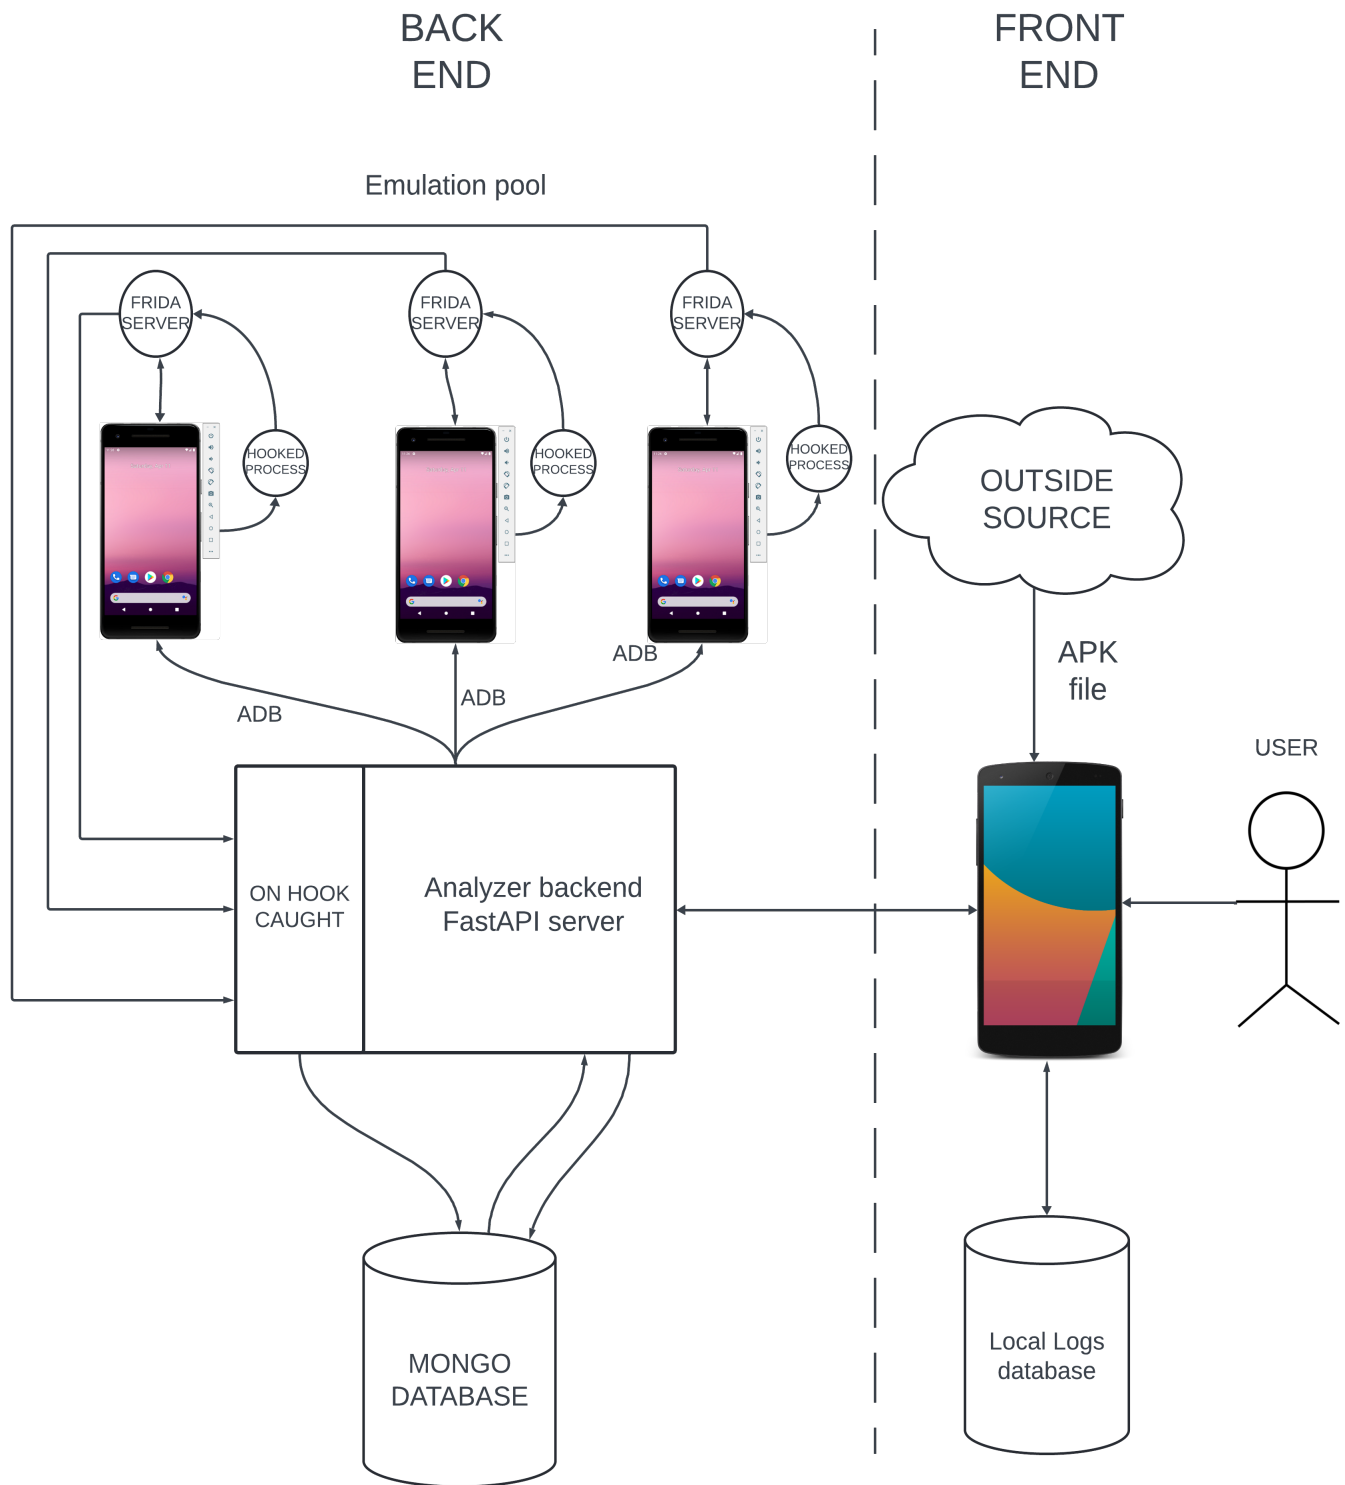 BACK
END
FRONT
END
Emulation pool
FRIDA
SERVER
FRIDA
SERVER
FRIDA
SERVER
HOOKED
PROCESS
HOOKED
PROCESS
HOOKED
PROCESS
OUTSIDE
SOURCE
ADB
ADB
ADB
APK
file
USER
ON HOOK
CAUGHT
Analyzer backend
FastAPI server
MONGO
DATABASE
Local Logs
database